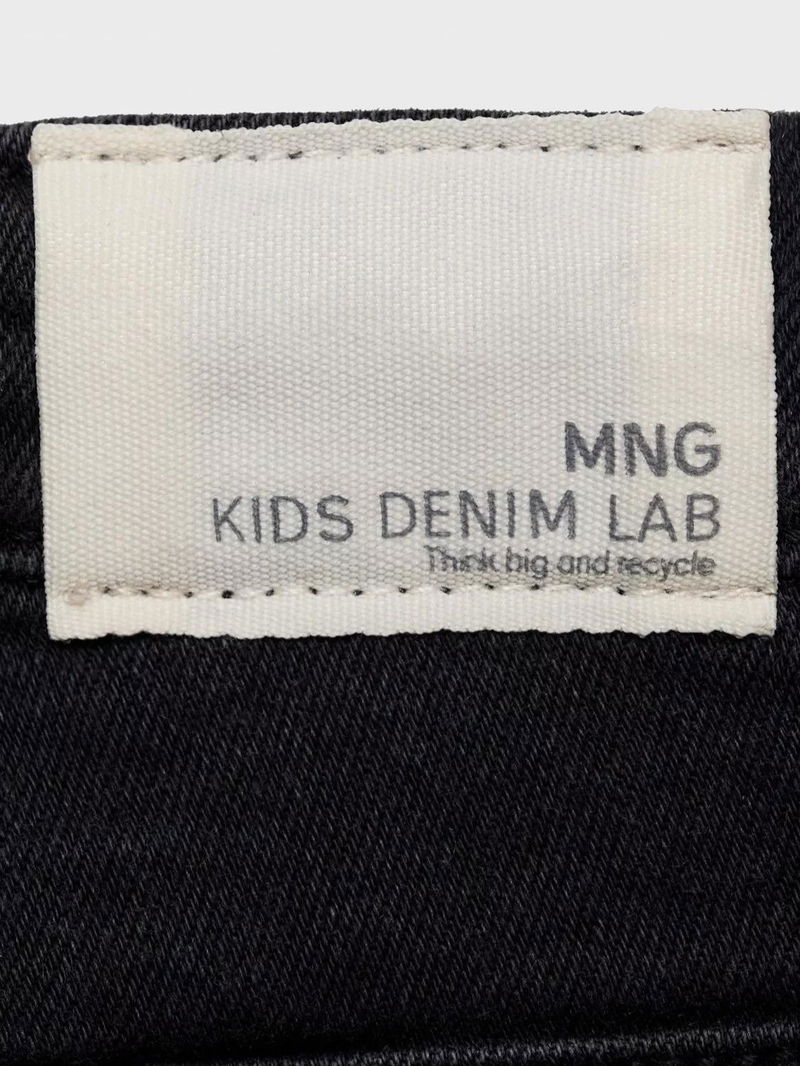 MNG
KIDS DENIM LAB
Think big and recycle